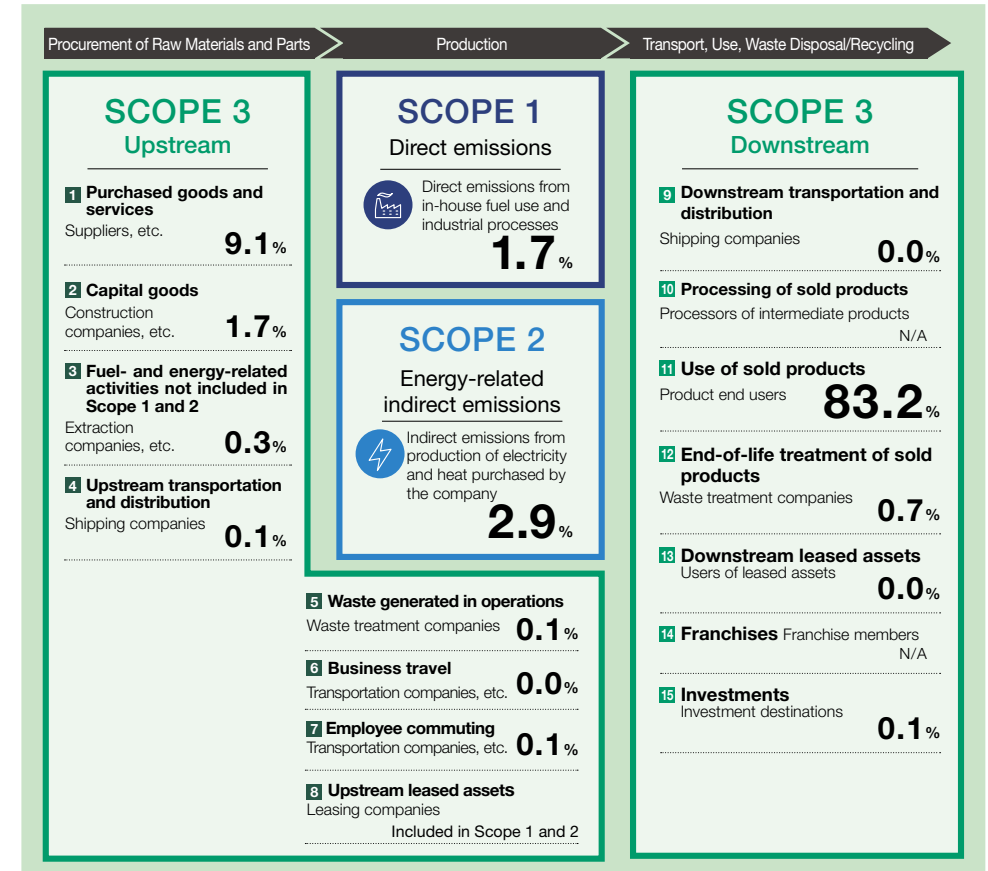 Procurement of Raw Materials and Parts
Production
Transport, Use, Waste Disposal/Recycling
SCOPE 3
Upstream
1 Purchased goods and
services
Suppliers, etc.
9.1%
2 Capital goods
Construction
companies, etc.
1.7%
3 Fuel- and energy-related
activities not included in
Scope 1 and 2
Extraction
companies, etc.
0.3%
4 Upstream transportation
and distribution
Shipping companies
0.1%
5 Waste generated in operations
Waste treatment companies
0.1%
6 Business travel
Transportation companies, etc.
0.0%
7 Employee commuting
Transportation companies, etc.
0.1%
8 Upstream leased assets
Leasing companies
Included in Scope 1 and 2
SCOPE 1
Direct emissions
Direct emissions from
in-house fuel use and
industrial processes
1.7%
SCOPE 2
Energy-related
indirect emissions
Indirect emissions from
production of electricity
and heat purchased by
the company
2.9%
SCOPE 3
Downstream
9 Downstream transportation and
distribution
Shipping companies
0.0%
10 Processing of sold products
Processors of intermediate products
N/A
11 Use of sold products
Product end users
83.2%
12 End-of-life treatment of sold
products
Waste treatment companies
0.7%
13 Downstream leased assets
Users of leased assets
0.0%
14 Franchises Franchise members
N/A
15 Investments
Investment destinations
0.1%